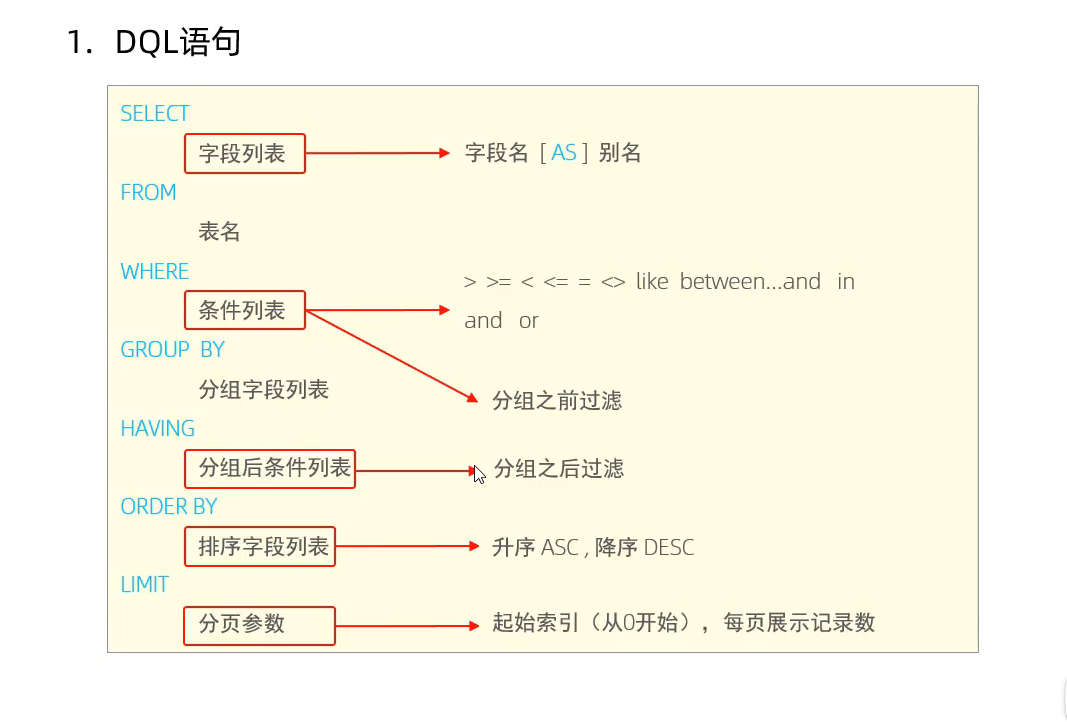 1. DQL语句
SELECT
字段列表 字段名 [ AS ] 别名
FROM
表名
WHERE
> >= < <= = <> like between...and in
条件列表
and or
GROUP BY
分组字段列表
分组之前过滤
HAVING
分组后条件列表 分组之后过滤
ORDER BY
排序字段列表 升序 ASC , 降序 DESC
LIMIT
分页参数 起始索引（从0开始），每页展示记录数